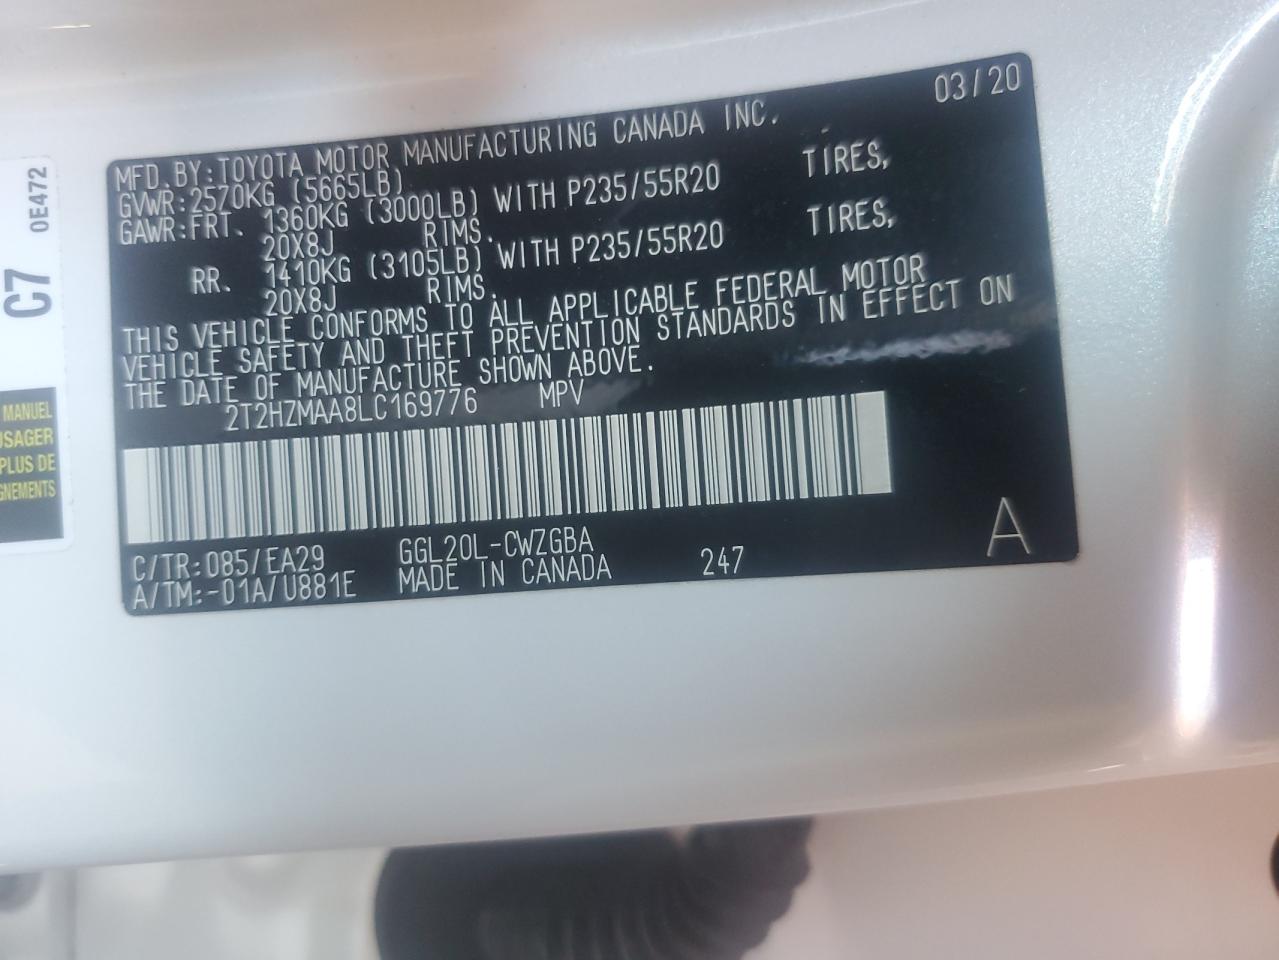 03/20
MFD.BY:TOYOTA MOTOR MANUFACTURING CANADA INC.
GVWR:2570KG (5665LB)
GAWR:FRT. 1360KG (3000LB) WITH P235/55R20 TIRES,
20X8J RIMS.
RR. 1410KG (3105LB) WITH P235/55R20 TIRES,
20X8J RIMS.
THIS VEHICLE CONFORMS TO ALL APPLICABLE FEDERAL MOTOR
VEHICLE SAFETY AND THEFT PREVENTION STANDARDS IN EFFECT ON
THE DATE OF MANUFACTURE SHOWN ABOVE.
2T2HZMAA8LC169776 MPV
C/TR:085/EA29 GGL20L-CWZGBA
A/TM:-01A/U881E MADE IN CANADA 247 A
0E472
C7
MANUEL
USAGER
PLUS DE
GNEMENTS